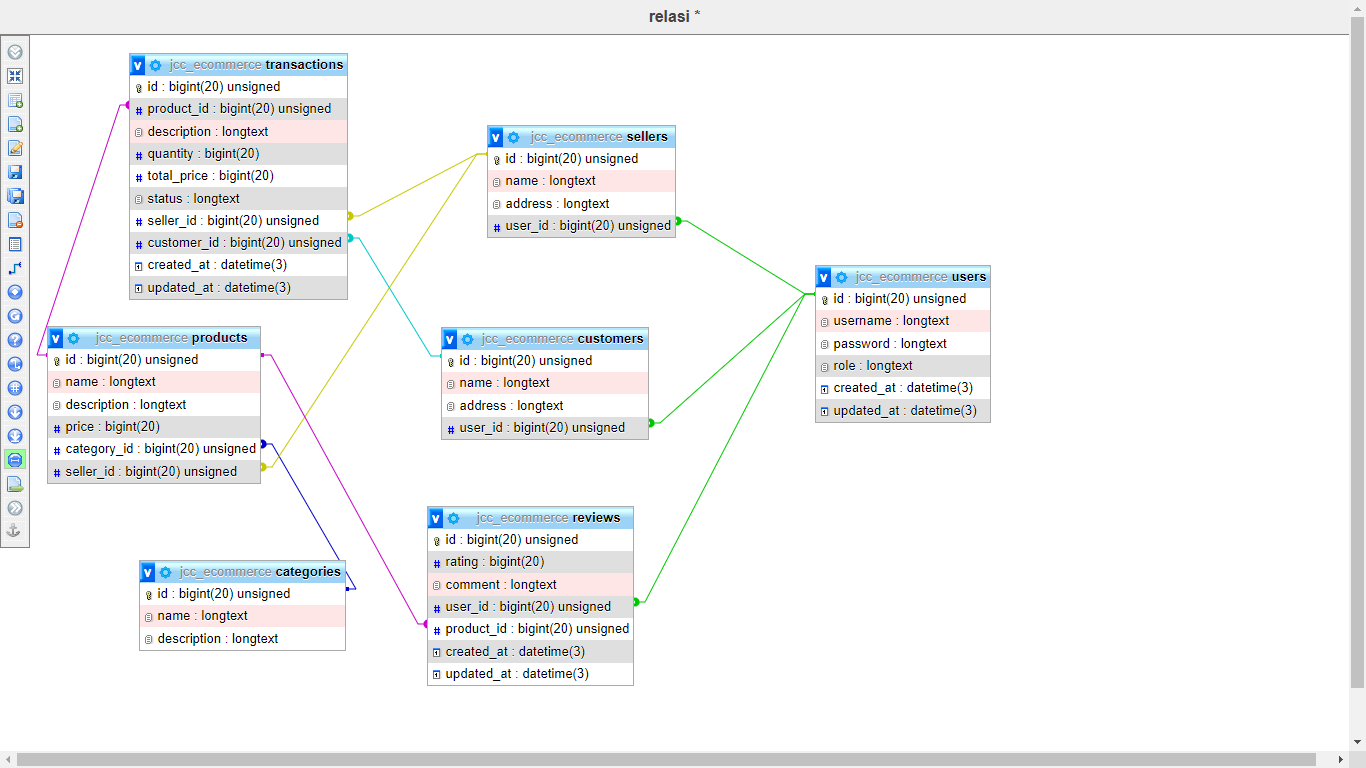 relasi *
jcc_ecommerce transactions
id : bigint(20) unsigned
product_id : bigint(20) unsigned
description : longtext
quantity : bigint(20)
total_price : bigint(20)
status : longtext
seller_id : bigint(20) unsigned
customer_id : bigint(20) unsigned
created_at : datetime(3)
updated_at : datetime(3)
jcc_ecommerce sellers
id : bigint(20) unsigned
name : longtext
address : longtext
user_id : bigint(20) unsigned
jcc_ecommerce users
id : bigint(20) unsigned
username : longtext
password : longtext
role : longtext
created_at : datetime(3)
updated_at : datetime(3)
jcc_ecommerce products
id : bigint(20) unsigned
name : longtext
description : longtext
price : bigint(20)
category_id : bigint(20) unsigned
seller_id : bigint(20) unsigned
jcc_ecommerce customers
id : bigint(20) unsigned
name : longtext
address : longtext
user_id : bigint(20) unsigned
jcc_ecommerce reviews
id : bigint(20) unsigned
rating : bigint(20)
comment : longtext
user_id : bigint(20) unsigned
product_id : bigint(20) unsigned
created_at : datetime(3)
updated_at : datetime(3)
jcc_ecommerce categories
id : bigint(20) unsigned
name : longtext
description : longtext